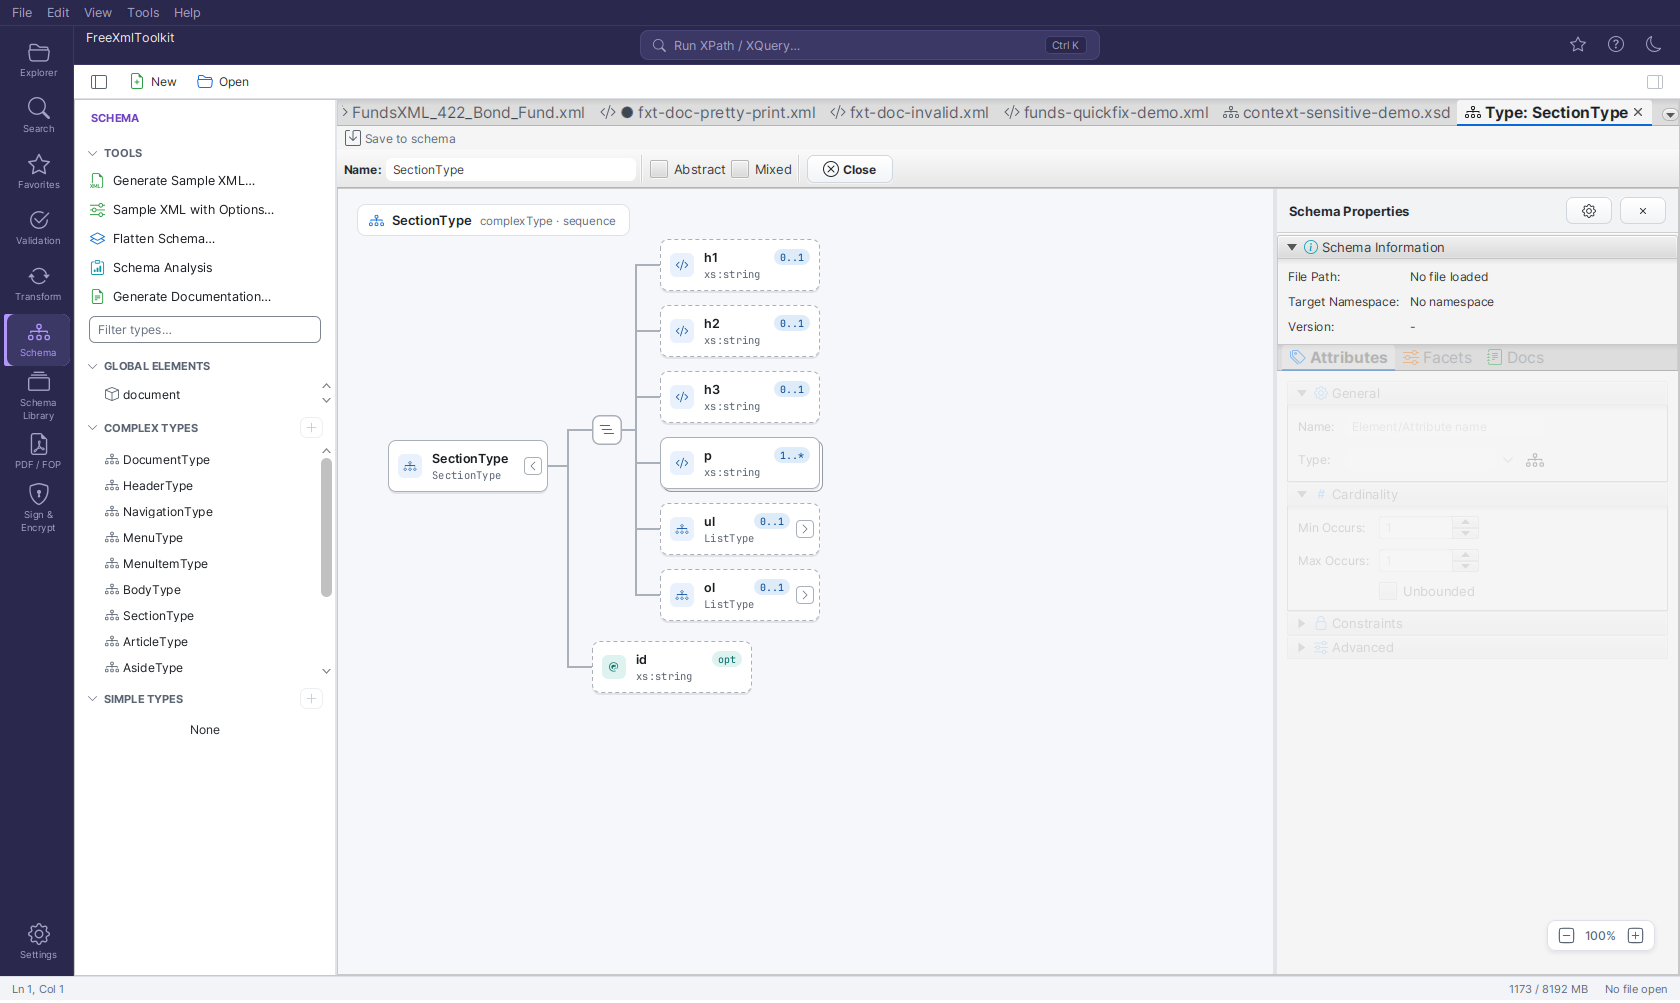 File Edit View Tools Help
FreeXmlToolkit
Run XPath / XQuery... Ctrl K
Explorer
Search
Favorites
Validation
Transform
Schema
Schema
Library
PDF / FOP
Sign &
Encrypt
Settings
New Open
SCHEMA
TOOLS
Generate Sample XML...
Sample XML with Options...
Flatten Schema...
Schema Analysis
Generate Documentation...
Filter types...
GLOBAL ELEMENTS
document
COMPLEX TYPES
DocumentType
HeaderType
NavigationType
MenuType
MenuItemType
BodyType
SectionType
ArticleType
AsideType
SIMPLE TYPES
None
FundsXML_422_Bond_Fund.xml fxt-doc-pretty-print.xml fxt-doc-invalid.xml funds-quickfix-demo.xml context-sensitive-demo.xsd Type: SectionType
Save to schema
Name: SectionType Abstract Mixed Close
SectionType complexType · sequence
SectionType
SectionType
h1 0..1
xs:string
h2 0..1
xs:string
h3 0..1
xs:string
p 1..*
xs:string
ul 0..1
ListType
ol 0..1
ListType
id opt
xs:string
Schema Properties
Schema Information
File Path: No file loaded
Target Namespace: No namespace
Version: -
Attributes Facets Docs
General
Name: Element/Attribute name
Type:
# Cardinality
Min Occurs: 1
Max Occurs: 1
Unbounded
Constraints
Advanced
100%
Ln 1, Col 1
1173 / 8192 MB No file open